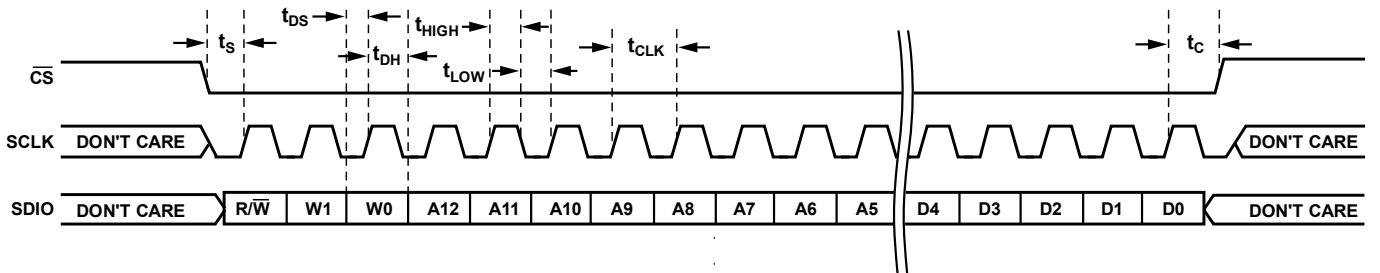 tDS
tHIGH
tS
tDH
tCLK
tC
tLOW
CS
SCLK DON'T CARE DON'T CARE
SDIO DON'T CARE R/W W1 W0 A12 A11 A10 A9 A8 A7 A6 A5 D4 D3 D2 D1 D0 DON'T CARE